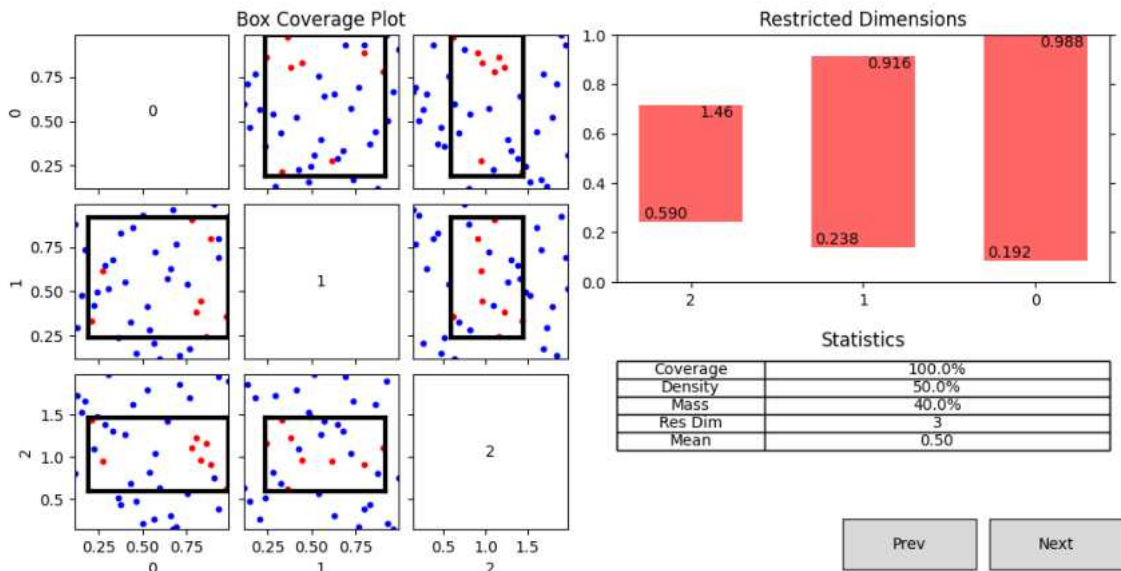 Box Coverage Plot
0.75
0.50
0.25
0
0
0.75
0.50
0.25
1
1
1.5
1.0
0.5
2
2
0.25 0.50 0.75
0
0.25 0.50 0.75
1
0.5 1.0 1.5
2
Restricted Dimensions
1.0
0.8
0.6
0.4
0.2
0.0
1.46
0.590
0.916
0.238
0.988
0.192
2 1 0
Statistics
Coverage 100.0%
Density 50.0%
Mass 40.0%
Res Dim 3
Mean 0.50
Prev Next